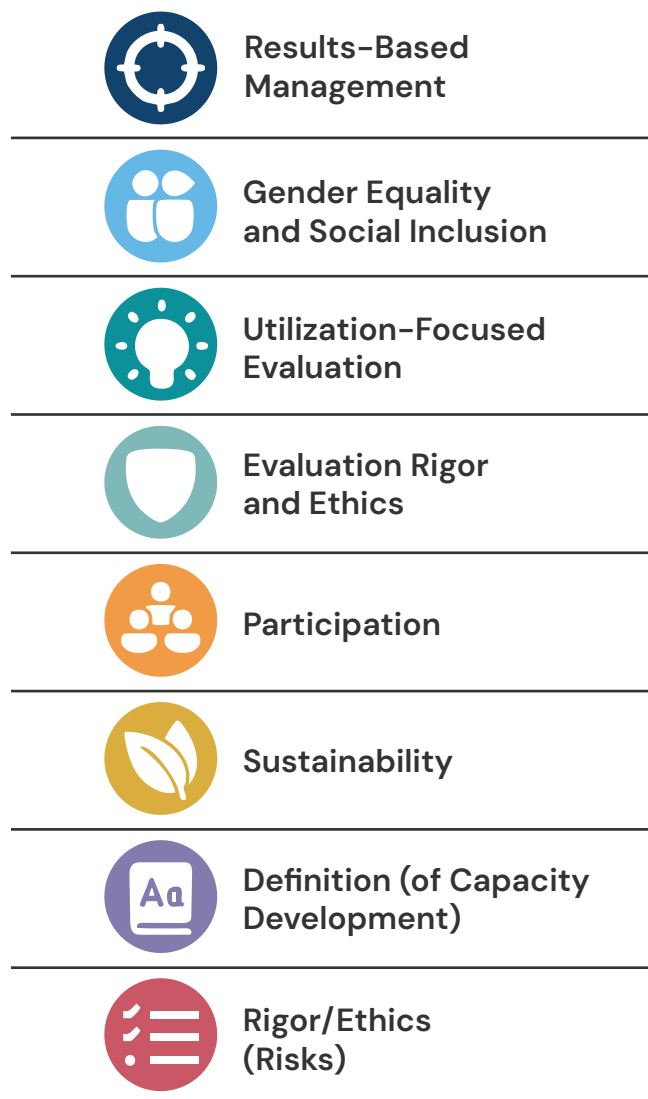 Results-Based
Management
Gender Equality
and Social Inclusion
Utilization-Focused
Evaluation
Evaluation Rigor
and Ethics
Participation
Sustainability
Aa
Definition (of Capacity
Development)
Rigor/Ethics
(Risks)